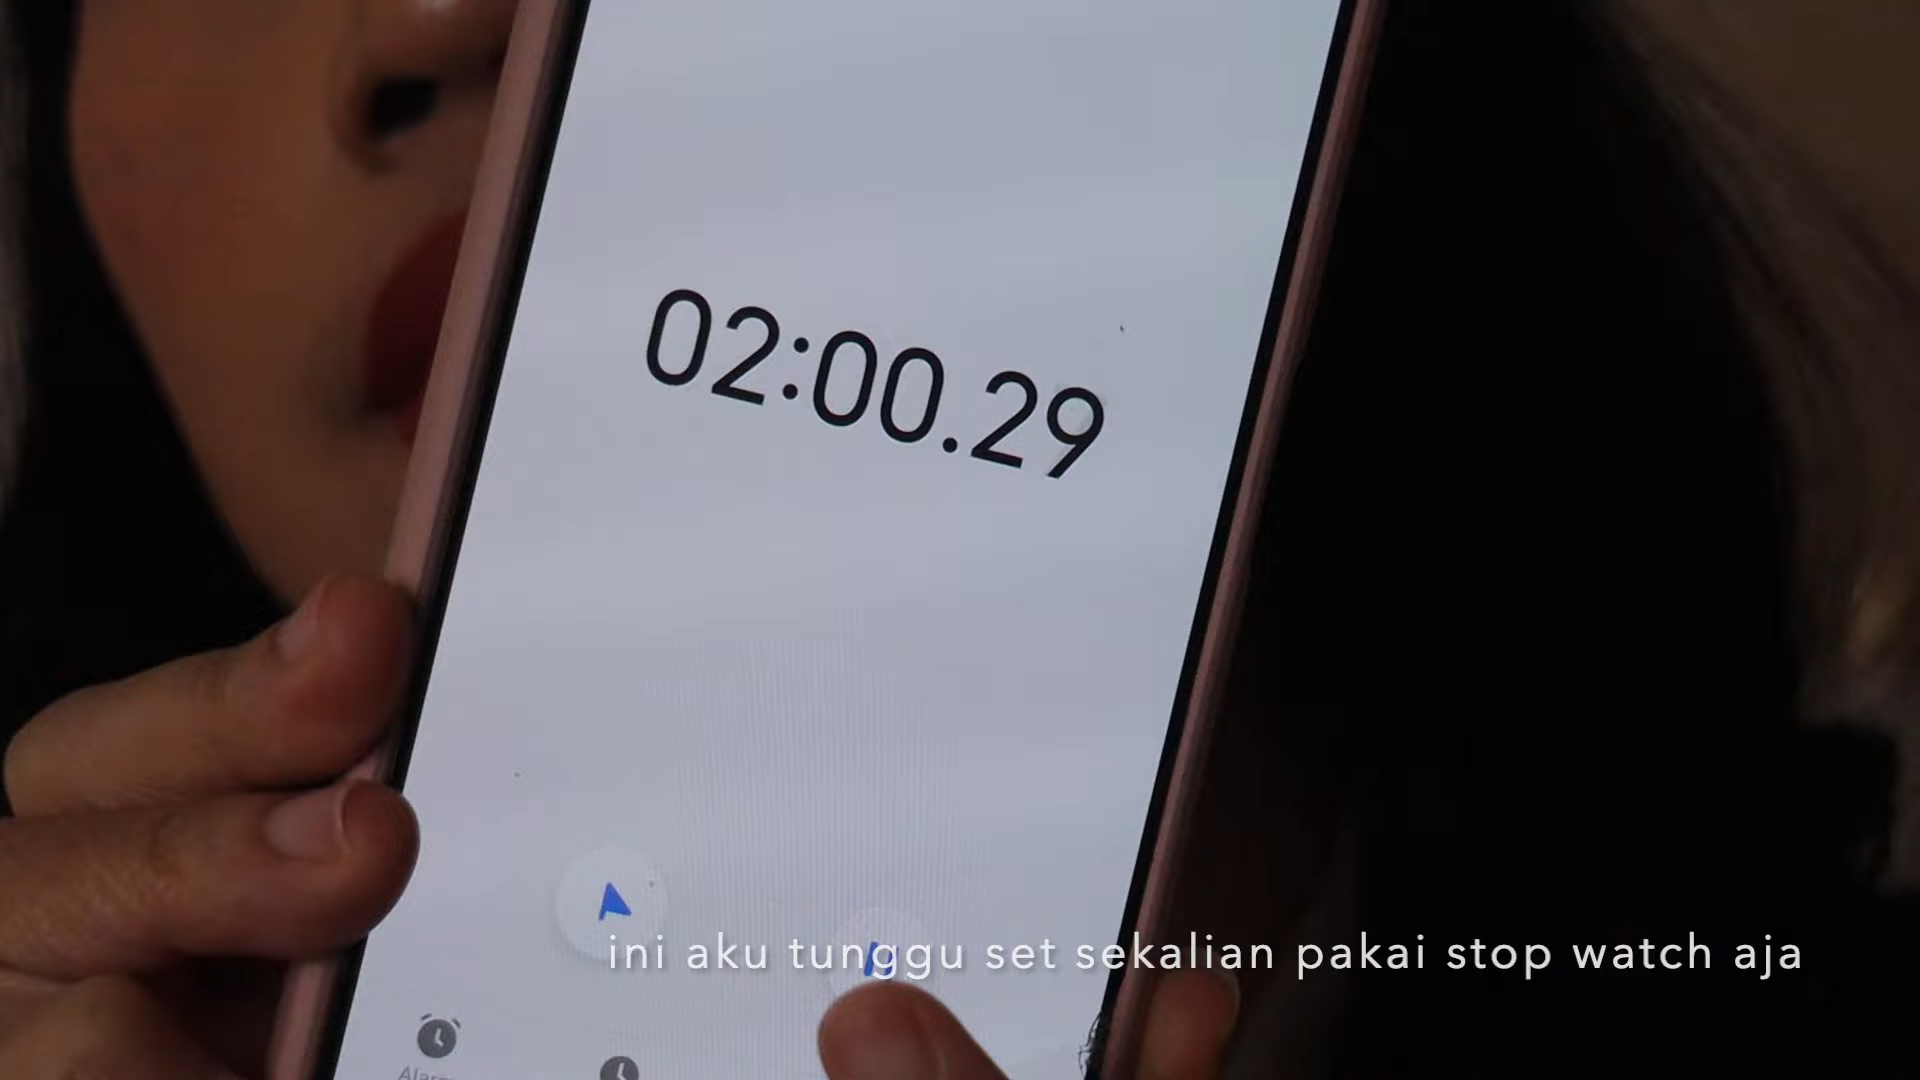 02:00.29
ini aku tunggu set sekalian pakai stop watch aja